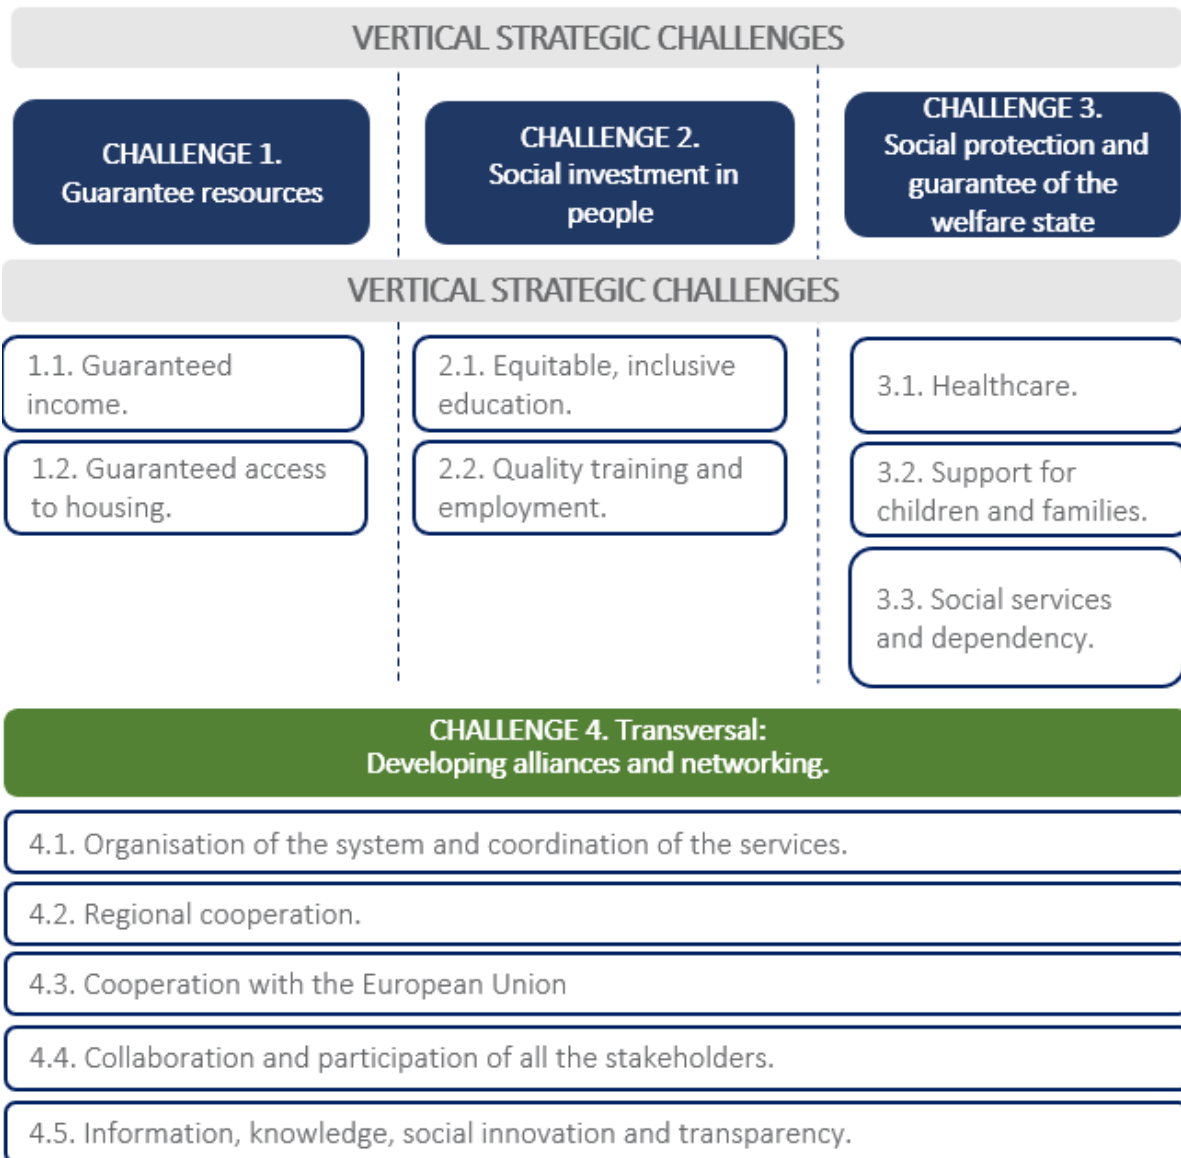 VERTICAL STRATEGIC CHALLENGES
CHALLENGE 1.
Guarantee resources
CHALLENGE 2.
Social investment in
people
CHALLENGE 3.
Social protection and
guarantee of the
welfare state
VERTICAL STRATEGIC CHALLENGES
1.1. Guaranteed
income.
1.2. Guaranteed access
to housing.
2.1. Equitable, inclusive
education.
2.2. Quality training and
employment.
3.1. Healthcare.
3.2. Support for
children and families.
3.3. Social services
and dependency.
CHALLENGE 4. Transversal:
Developing alliances and networking.
4.1. Organisation of the system and coordination of the services.
4.2. Regional cooperation.
4.3. Cooperation with the European Union
4.4. Collaboration and participation of all the stakeholders.
4.5. Information, knowledge, social innovation and transparency.